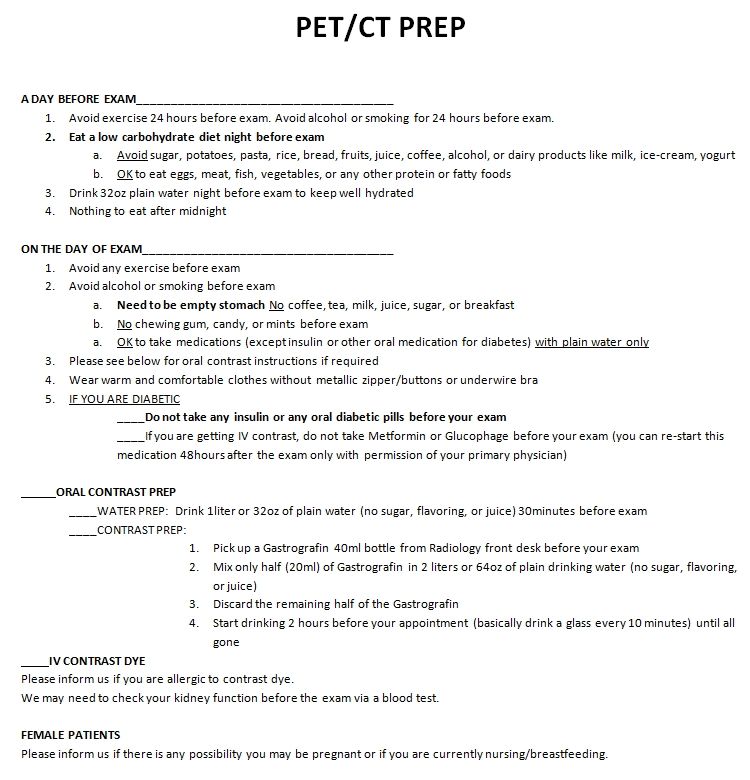 PET/CT PREP
A DAY BEFORE EXAM_____________________________________
1. Avoid exercise 24 hours before exam. Avoid alcohol or smoking for 24 hours before exam.
2. Eat a low carbohydrate diet night before exam
a. Avoid sugar, potatoes, pasta, rice, bread, fruits, juice, coffee, alcohol, or dairy products like milk, ice-cream, yogurt
b. OK to eat eggs, meat, fish, vegetables, or any other protein or fatty foods
3. Drink 32oz plain water night before exam to keep well hydrated
4. Nothing to eat after midnight
ON THE DAY OF EXAM____________________________________
1. Avoid any exercise before exam
2. Avoid alcohol or smoking before exam
a. Need to be empty stomach No coffee, tea, milk, juice, sugar, or breakfast
b. No chewing gum, candy, or mints before exam
a. OK to take medications (except insulin or other oral medication for diabetes) with plain water only
3. Please see below for oral contrast instructions if required
4. Wear warm and comfortable clothes without metallic zipper/buttons or underwire bra
5. IF YOU ARE DIABETIC
____Do not take any insulin or any oral diabetic pills before your exam
____If you are getting IV contrast, do not take Metformin or Glucophage before your exam (you can re-start this
medication 48hours after the exam only with permission of your primary physician)
_____ORAL CONTRAST PREP
____WATER PREP: Drink 1liter or 32oz of plain water (no sugar, flavoring, or juice) 30minutes before exam
____CONTRAST PREP:
1. Pick up a Gastrografin 40ml bottle from Radiology front desk before your exam
2. Mix only half (20ml) of Gastrografin in 2 liters or 64oz of plain drinking water (no sugar, flavoring,
or juice)
3. Discard the remaining half of the Gastrografin
4. Start drinking 2 hours before your appointment (basically drink a glass every 10 minutes) until all
gone
____IV CONTRAST DYE
Please inform us if you are allergic to contrast dye.
We may need to check your kidney function before the exam via a blood test.
FEMALE PATIENTS
Please inform us if there is any possibility you may be pregnant or if you are currently nursing/breastfeeding.